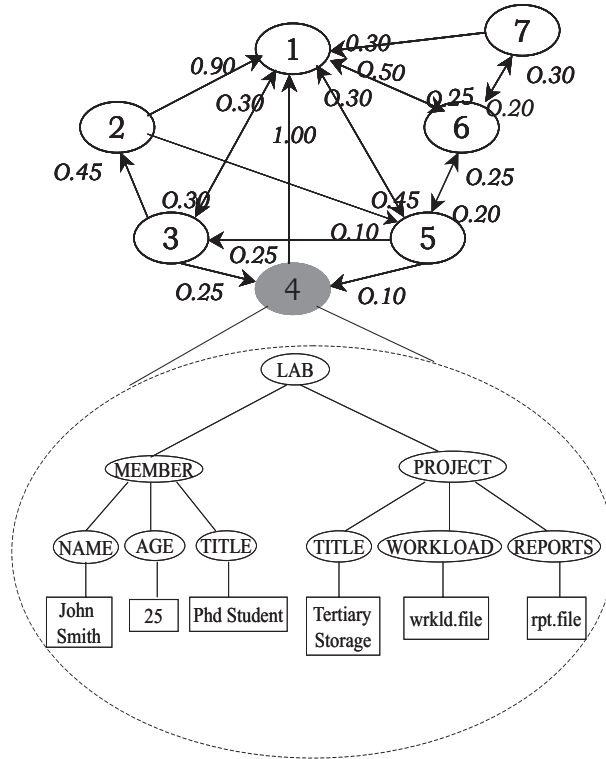 7
1
0.30
0.50
0.90
0.30
0.30
0.30
0.25
0.20
2
1.00
6
0.45
0.30
0.45
0.25
0.20
3
0.10
5
0.25
0.25
4
0.10
LAB
MEMBER
PROJECT
NAME
AGE
TITLE
TITLE
WORKLOAD
REPORTS
John
Smith
25
Phd Student
Tertiary
Storage
wrkld.file
rpt.file